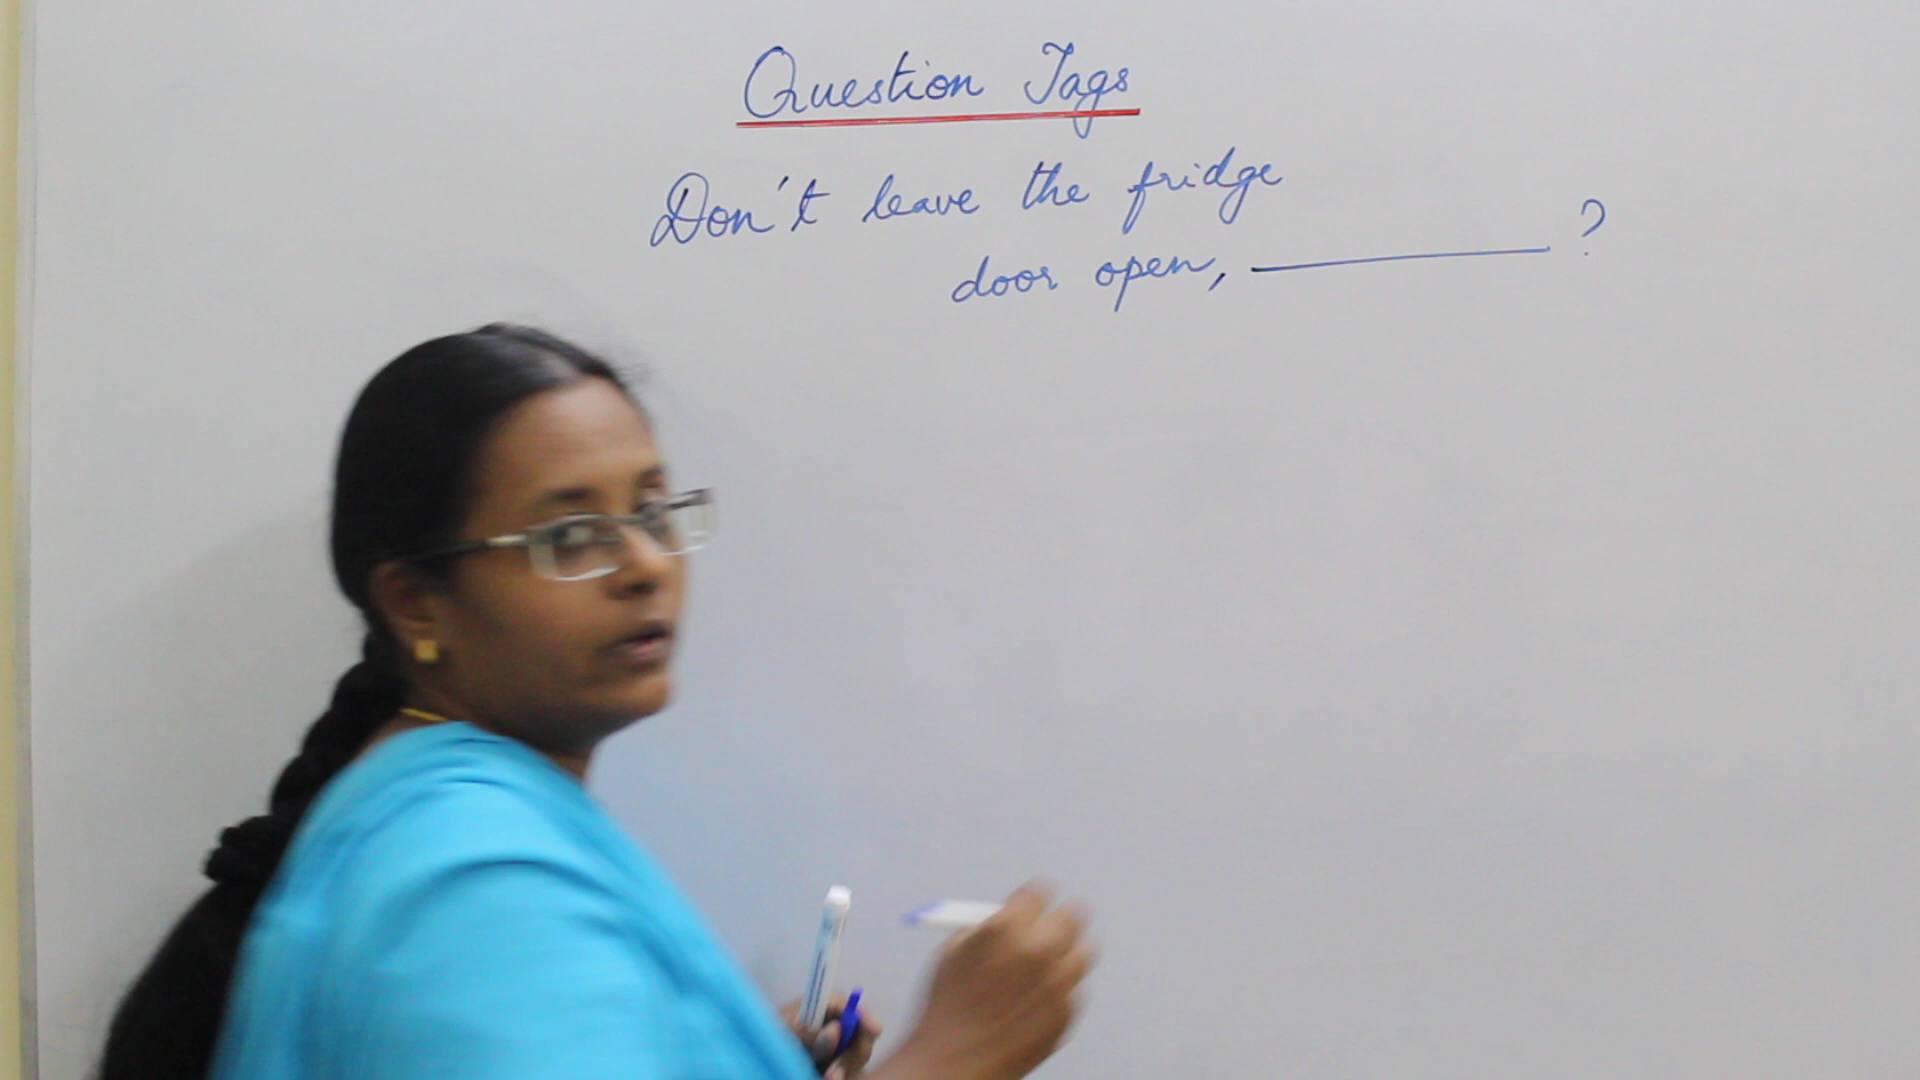 Question Tags
Don't leave the fridge
door open, ________ ?